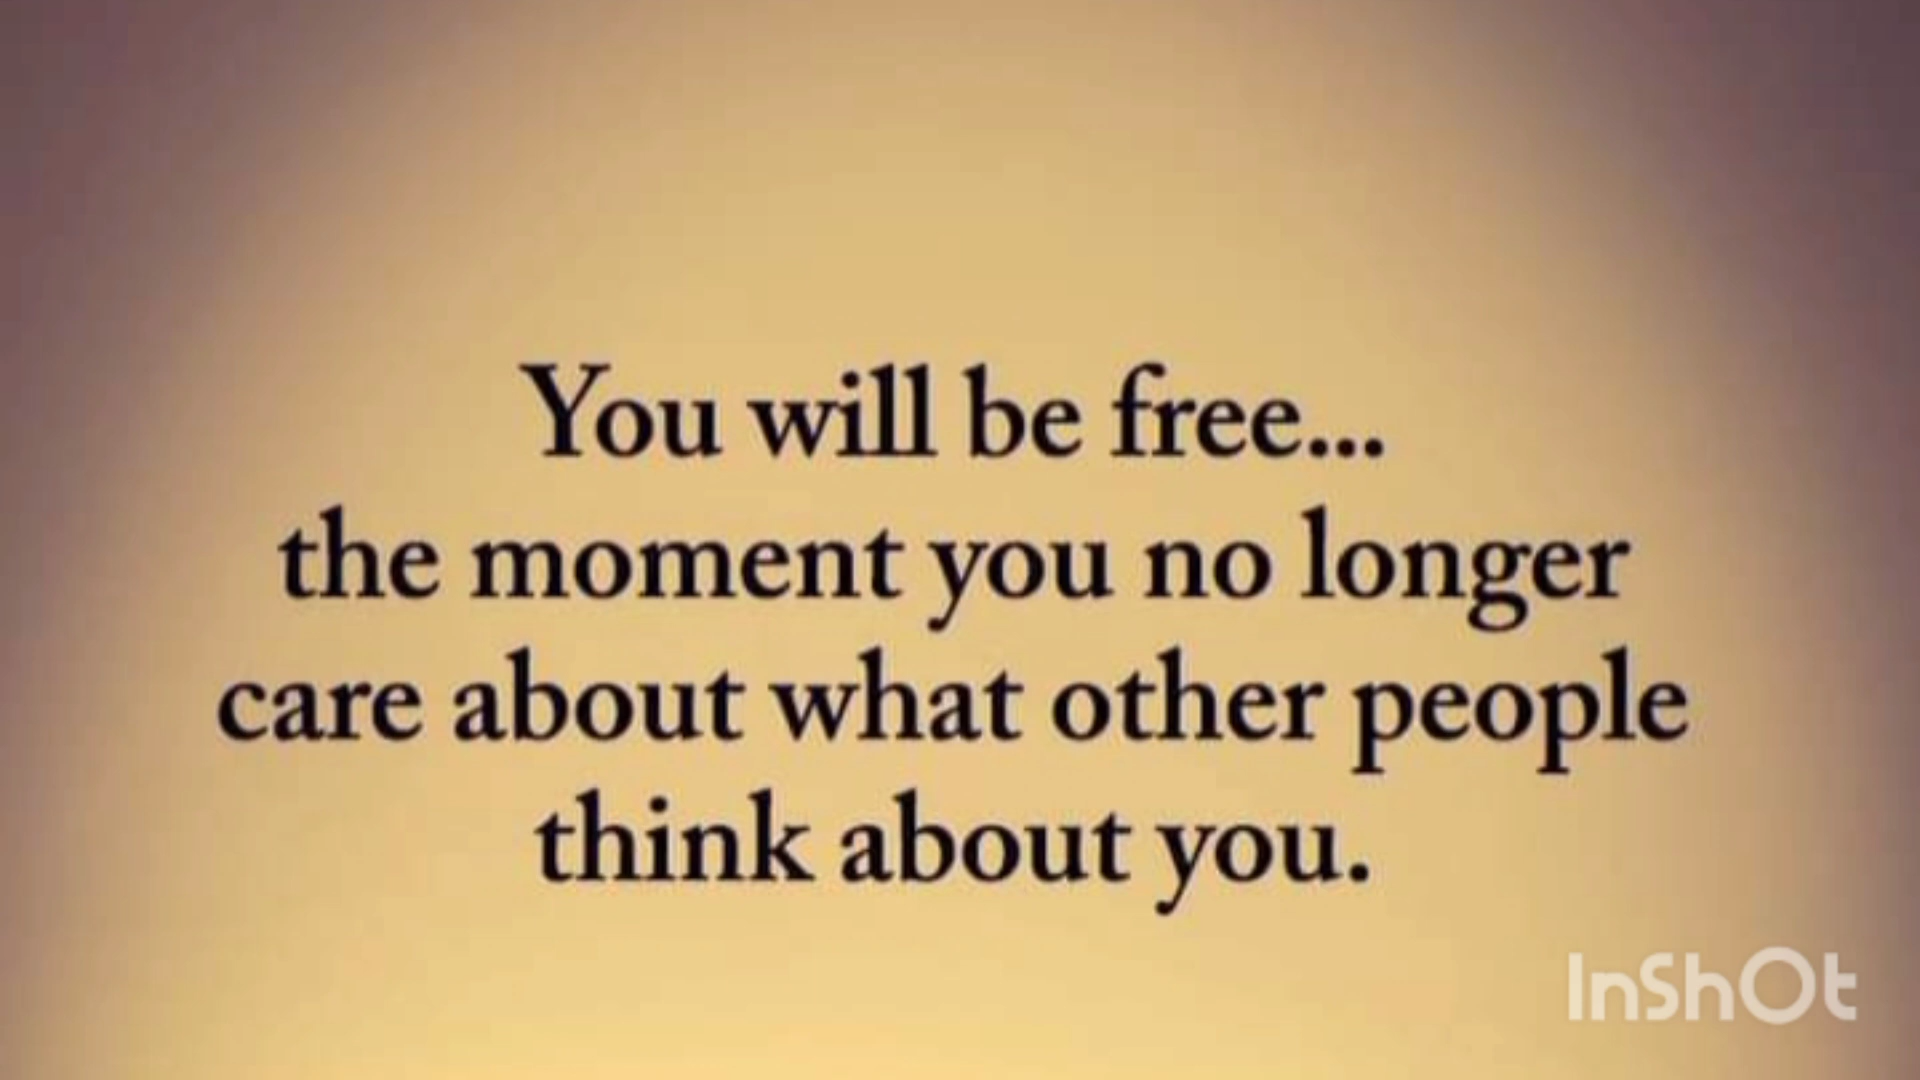 You will be free...
the moment you no longer
care about what other people
think about you.
InShOt